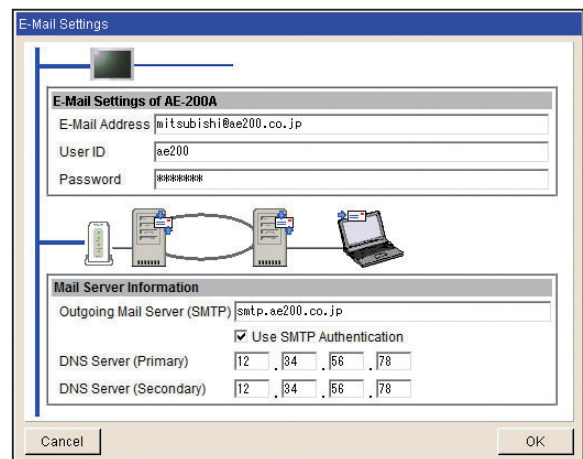 E-Mail Settings
E-Mail Settings of AE-200A
E-Mail Address mitsubishi@ae200.co.jp
User ID ae200
Password *******
Mail Server Information
Outgoing Mail Server (SMTP) smtp.ae200.co.jp
Use SMTP Authentication
DNS Server (Primary) 12 . 34 . 56 . 78
DNS Server (Secondary) 12 . 34 . 56 . 78
Cancel OK